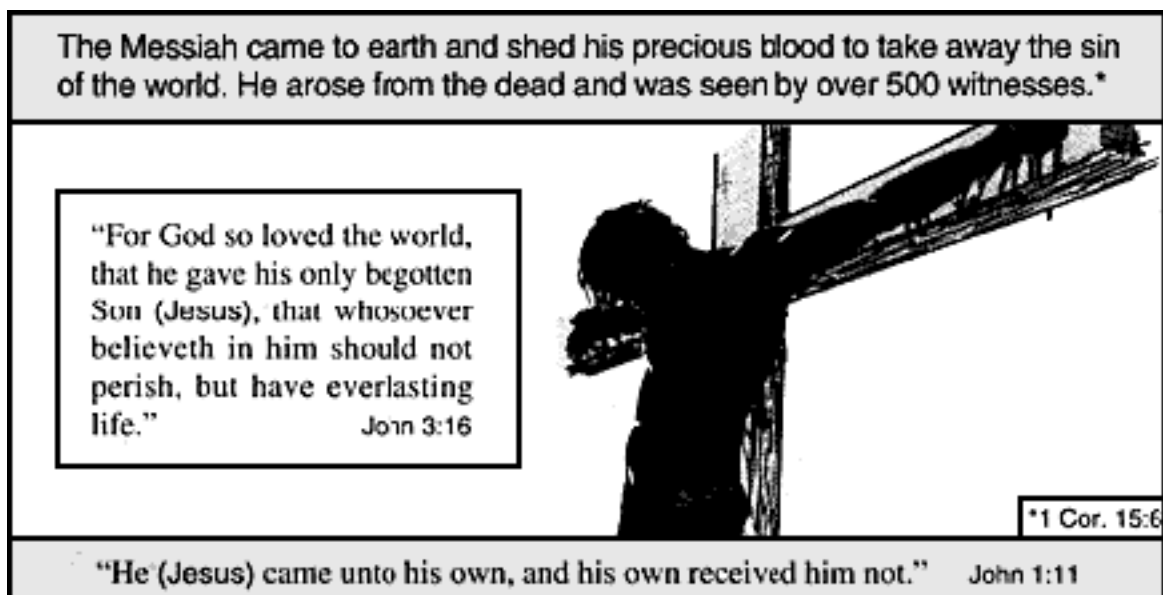 The Messiah came to earth and shed his precious blood to take away the sin
of the world. He arose from the dead and was seen by over 500 witnesses.*
“For God so loved the world,
that he gave his only begotten
Son (Jesus), that whosoever
believeth in him should not
perish, but have everlasting
life.” John 3:16
*1 Cor. 15:6
“He (Jesus) came unto his own, and his own received him not.” John 1:11